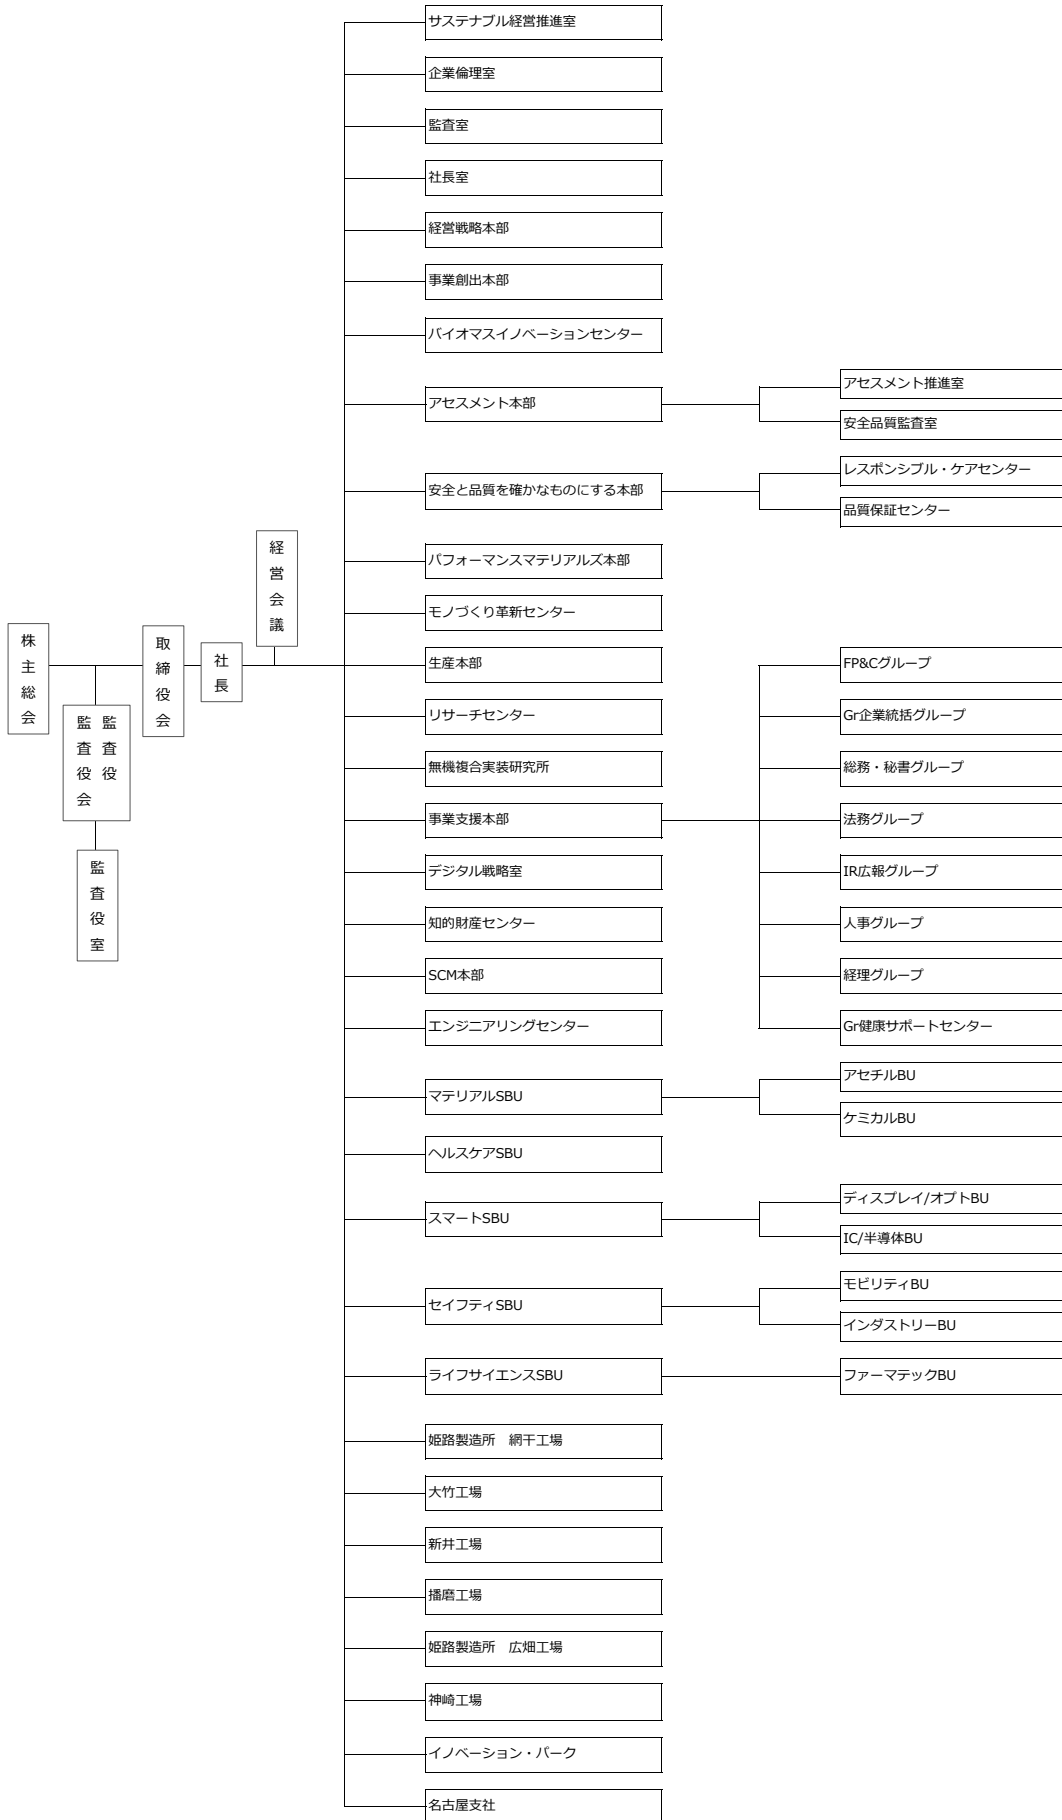 株主総会
監査役会
監査役
監査役室
取締役会
社長
経営会議
サステナブル経営推進室
企業倫理室
監査室
社長室
経営戦略本部
事業創出本部
バイオマスイノベーションセンター
アセスメント本部
アセスメント推進室
安全品質監査室
安全と品質を確かなものにする本部
レスポンシブル・ケアセンター
品質保証センター
パフォーマンスマテリアルズ本部
モノづくり革新センター
生産本部
リサーチセンター
無機複合実装研究所
事業支援本部
FP&Cグループ
Gr企業統括グループ
総務・秘書グループ
法務グループ
IR広報グループ
人事グループ
経理グループ
Gr健康サポートセンター
デジタル戦略室
知的財産センター
SCM本部
エンジニアリングセンター
マテリアルSBU
アセチルBU
ケミカルBU
ヘルスケアSBU
スマートSBU
ディスプレイ/オプトBU
IC/半導体BU
セイフティSBU
モビリティBU
インダストリーBU
ライフサイエンスSBU
ファーマテックBU
姫路製造所　網干工場
大竹工場
新井工場
播磨工場
姫路製造所　広畑工場
神崎工場
イノベーション・パーク
名古屋支社